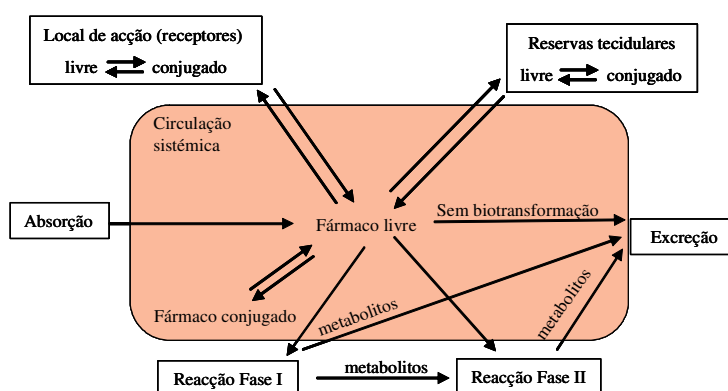 Local de acção (receptores)
livre conjugado
Reservas tecidulares
livre conjugado
Circulação
sistémica
Absorção
Fármaco livre
Sem biotransformação
Excreção
Fármaco conjugado
metabolitos
metabolitos
Reacção Fase I
metabolitos
Reacção Fase II